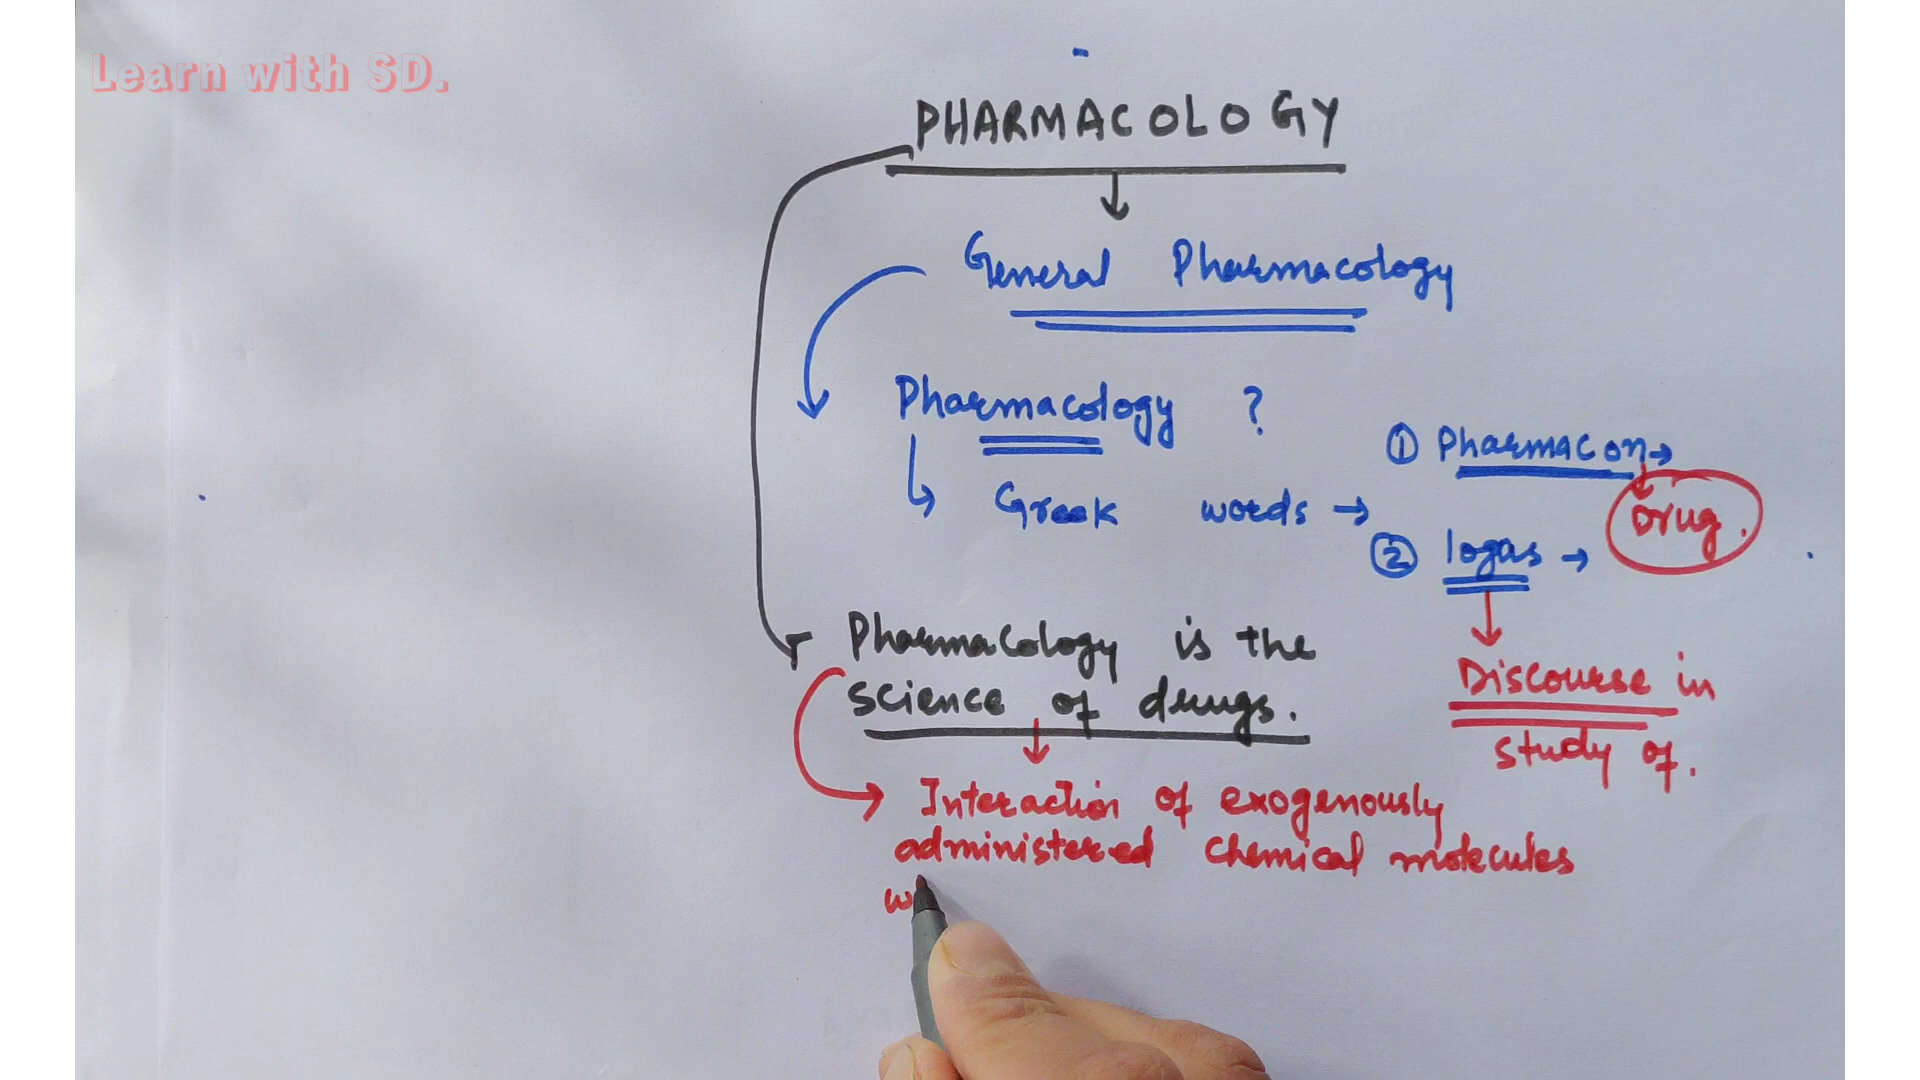 Learn with SD.
PHARMACOLOGY
General Pharmacology
Pharmacology ?
① Pharmacon →
Greek words →
Drug.
② logas →
Pharmacology is the
science of drugs.
Discourse in
study of.
Interaction of exogenously
administered chemical molecules
w